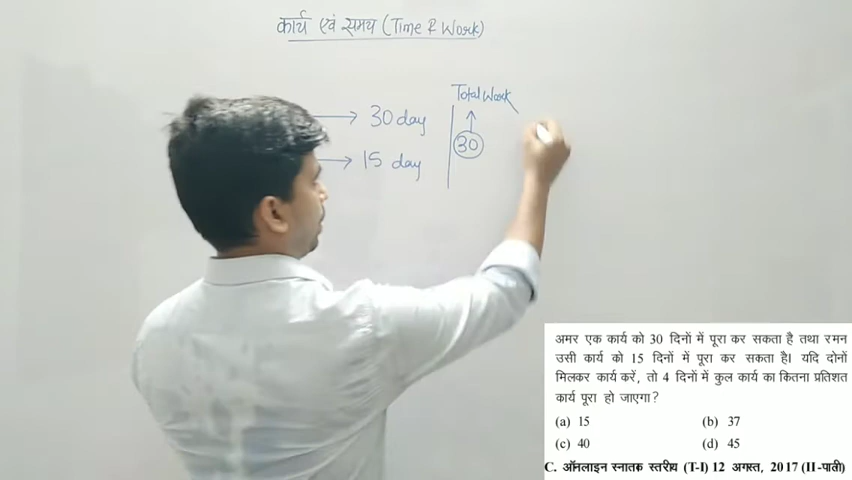 कार्य एवं समय (Time & Work)
Total Work
30 day
30
15 day
अमर एक कार्य को 30 दिनों में पूरा कर सकता है तथा रमन
उसी कार्य को 15 दिनों में पूरा कर सकता है। यदि दोनों
मिलकर कार्य करें, तो 4 दिनों में कुल कार्य का कितना प्रतिशत
कार्य पूरा हो जाएगा?
(a) 15 (b) 37
(c) 40 (d) 45
C. ऑनलाइन स्नातक स्तरीय (T-I) 12 अगस्त, 2017 (II-पाली)